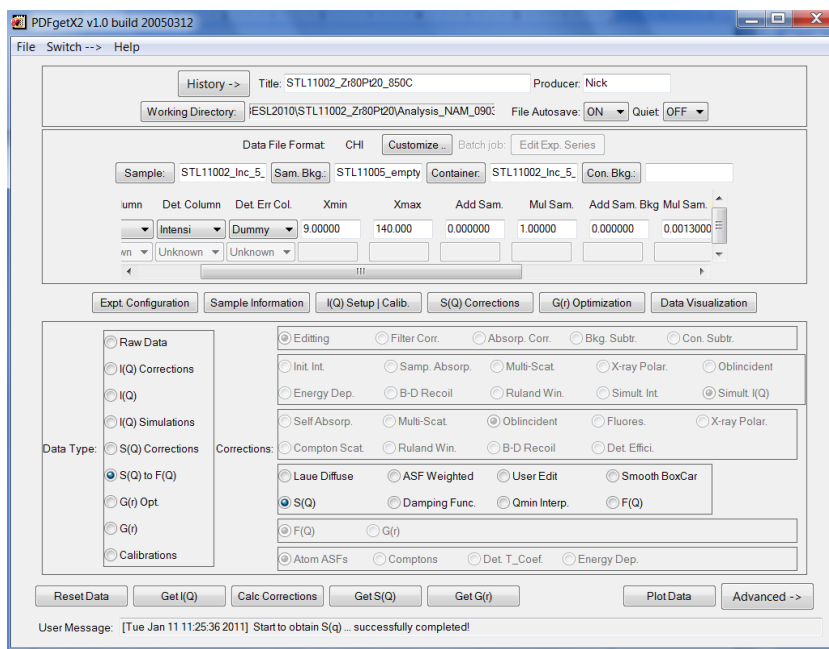 PDFgetX2 v1.0 build 20050312
File Switch --> Help
History -> Title: STL11002_Zr80Pt20_850C Producer: Nick
Working Directory: ESL2010\STL11002_Zr80Pt20\Analysis_NAM_090 File Autosave: ON Quiet: OFF
Data File Format: CHI Customize .. Batch job: Edit Exp. Series
Sample: STL11002_Inc_5_ Sam. Bkg.: STL11005_empty Container: STL11002_Inc_5_ Con. Bkg.:
lumn Det. Column Det. Err Col. Xmin Xmax Add Sam. Mul Sam. Add Sam. Bkg Mul Sam.
Intensi Dummy 9.00000 140.000 0.000000 1.00000 0.000000 0.0013000
wn Unknown Unknown
Expt. Configuration Sample Information I(Q) Setup | Calib. S(Q) Corrections G(r) Optimization Data Visualization
Raw Data Editting Filter Corr. Absorp. Corr. Bkg. Subtr. Con. Subtr.
I(Q) Corrections Init. Int. Samp. Absorp. Multi-Scat. X-ray Polar. Oblincident
I(Q) Energy Dep. B-D Recoil Ruland Win. Simult. Int. Simult. I(Q)
I(Q) Simulations Self Absorp. Multi-Scat. Oblincident Fluores. X-ray Polar.
Data Type: S(Q) Corrections Corrections: Compton Scat. Ruland Win. B-D Recoil Det. Effici.
S(Q) to F(Q) Laue Diffuse ASF Weighted User Edit Smooth BoxCar
G(r) Opt. S(Q) Damping Func. Qmin Interp. F(Q)
G(r) F(Q) G(r)
Calibrations Atom ASFs Comptons Det. T_Coef. Energy Dep.
Reset Data Get I(Q) Calc Corrections Get S(Q) Get G(r) Plot Data Advanced ->
User Message: [Tue Jan 11 11:25:36 2011] Start to obtain S(q) ... successfully completed!